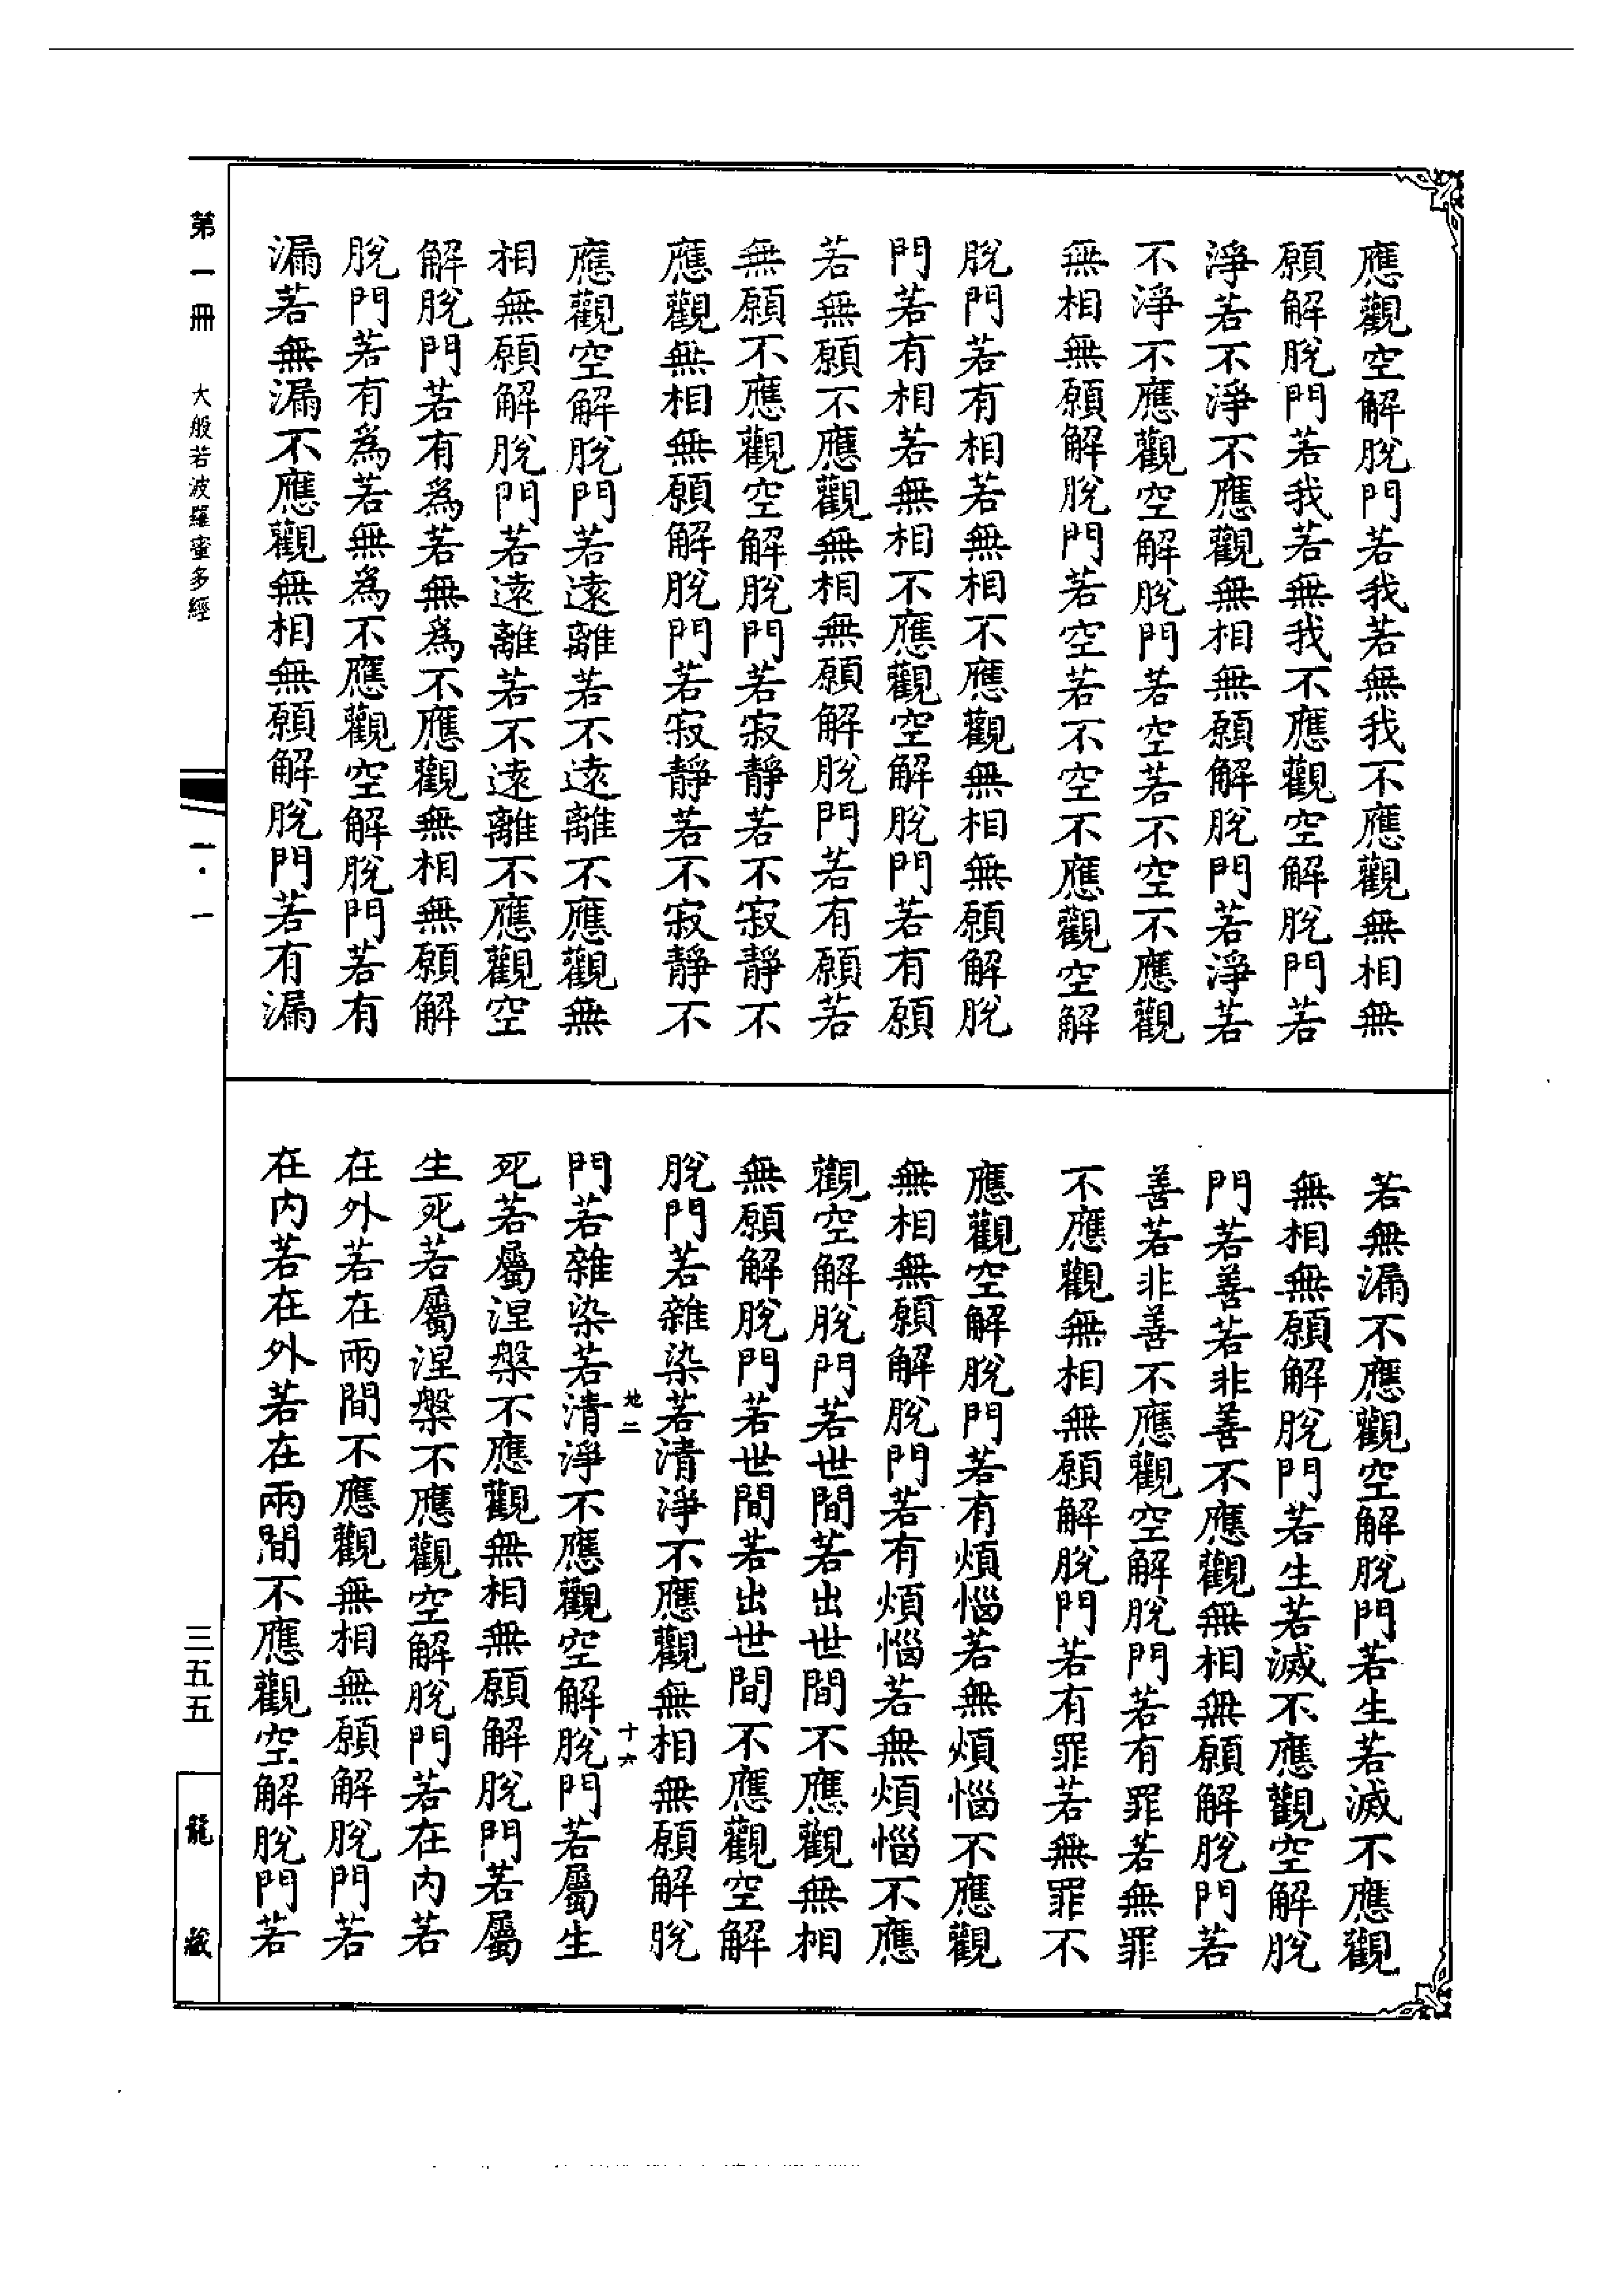 應觀空解脫門若我若無我不應觀無相無
願解脫門若我若無我不應觀空解脫門若
淨若不淨不應觀無相無願解脫門若淨若
不淨不應觀空解脫門若空若不空不應觀
無相無願解脫門若空若不空不應觀空解
脫門若有相若無相不應觀無相無願解脫
門若有相若無相不應觀空解脫門若有願
若無願不應觀無相無願解脫門若有願若
無願不應觀空解脫門若寂靜若不寂靜不
應觀無相無願解脫門若寂靜若不寂靜不
應觀空解脫門若遠離若不遠離不應觀無
相無願解脫門若遠離若不遠離不應觀空
解脫門若有為若無為不應觀無相無願解
脫門若有為若無為不應觀空解脫門若有
漏若無漏不應觀無相無願解脫門若有漏
若無漏不應觀空解脫門若生若滅不應觀
無相無願解脫門若生若滅不應觀空解脫
門若善若非善不應觀無相無願解脫門若
善若非善不應觀空解脫門若有罪若無罪
不應觀無相無願解脫門若有罪若無罪不
應觀空解脫門若有煩惱若無煩惱不應觀
無相無願解脫門若有煩惱若無煩惱不應
觀空解脫門若世間若出世間不應觀無相
無願解脫門若世間若出世間不應觀空解
脫門若雜染若清淨不應觀無相無願解脫
地二 十六
門若雜染若清淨不應觀空解脫門若屬生
死若屬涅槃不應觀無相無願解脫門若屬
生死若屬涅槃不應觀空解脫門若在內若
在外若在兩間不應觀無相無願解脫門若
在內若在外若在兩間不應觀空解脫門若
第一冊 大般若波羅蜜多經 一·一 三五五
龍藏